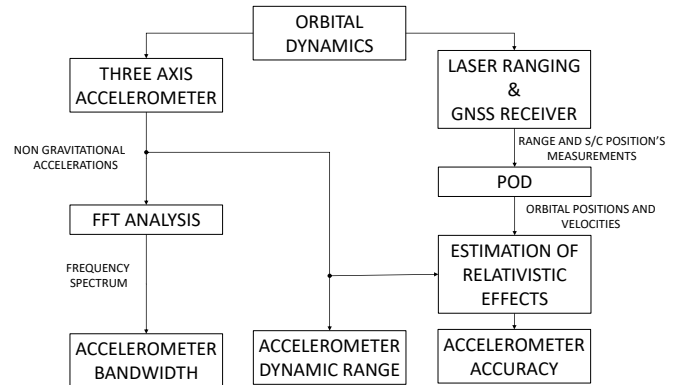 ORBITAL
DYNAMICS
THREE AXIS
ACCELEROMETER
LASER RANGING
&
GNSS RECEIVER
NON GRAVITATIONAL
ACCELERATIONS
RANGE AND S/C POSITION'S
MEASUREMENTS
POD
FFT ANALYSIS
ORBITAL POSITIONS AND
VELOCITIES
ESTIMATION OF
RELATIVISTIC
EFFECTS
FREQUENCY
SPECTRUM
ACCELEROMETER
BANDWIDTH
ACCELEROMETER
DYNAMIC RANGE
ACCELEROMETER
ACCURACY